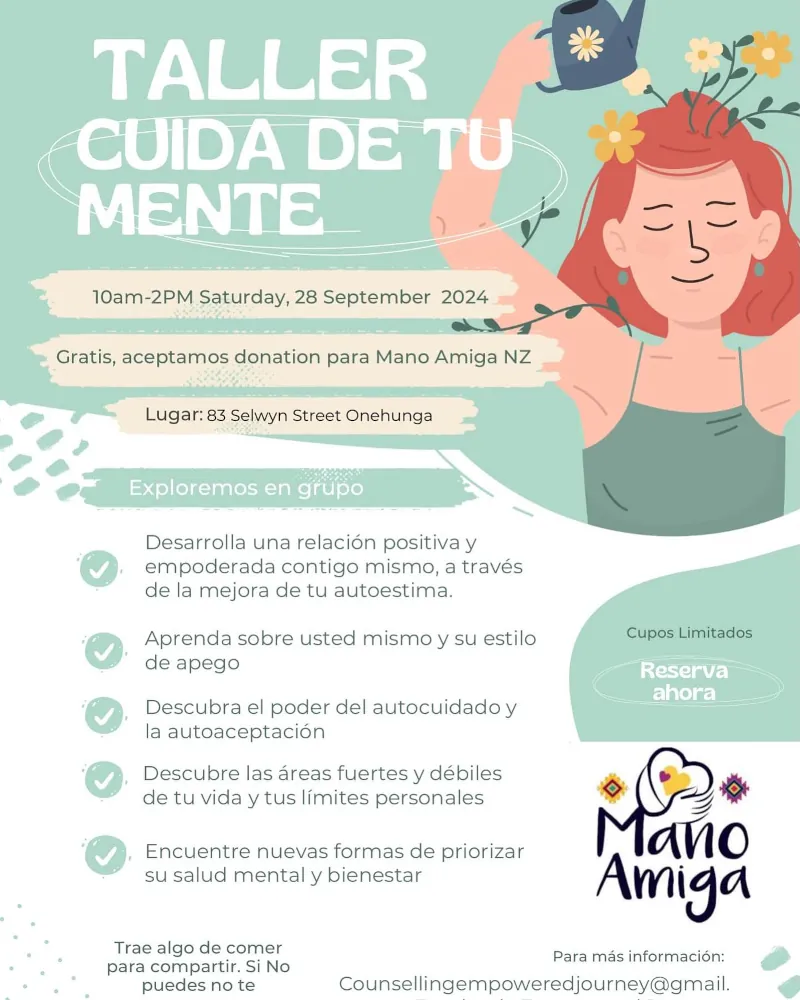 TALLER
CUIDA DE TU
MENTE
10am-2PM Saturday, 28 September 2024
Gratis, aceptamos donation para Mano Amiga NZ
Lugar: 83 Selwyn Street Onehunga
Exploremos en grupo
Desarrolla una relación positiva y
empoderada contigo mismo, a través
de la mejora de tu autoestima.
Aprenda sobre usted mismo y su estilo
de apego
Descubra el poder del autocuidado y
la autoaceptación
Descubre las áreas fuertes y débiles
de tu vida y tus límites personales
Encuentre nuevas formas de priorizar
su salud mental y bienestar
Cupos Limitados
Reserva
ahora
Mano
Amiga
Trae algo de comer
para compartir. Si No
puedes no te
Para más información:
Counsellingempoweredjourney@gmail.